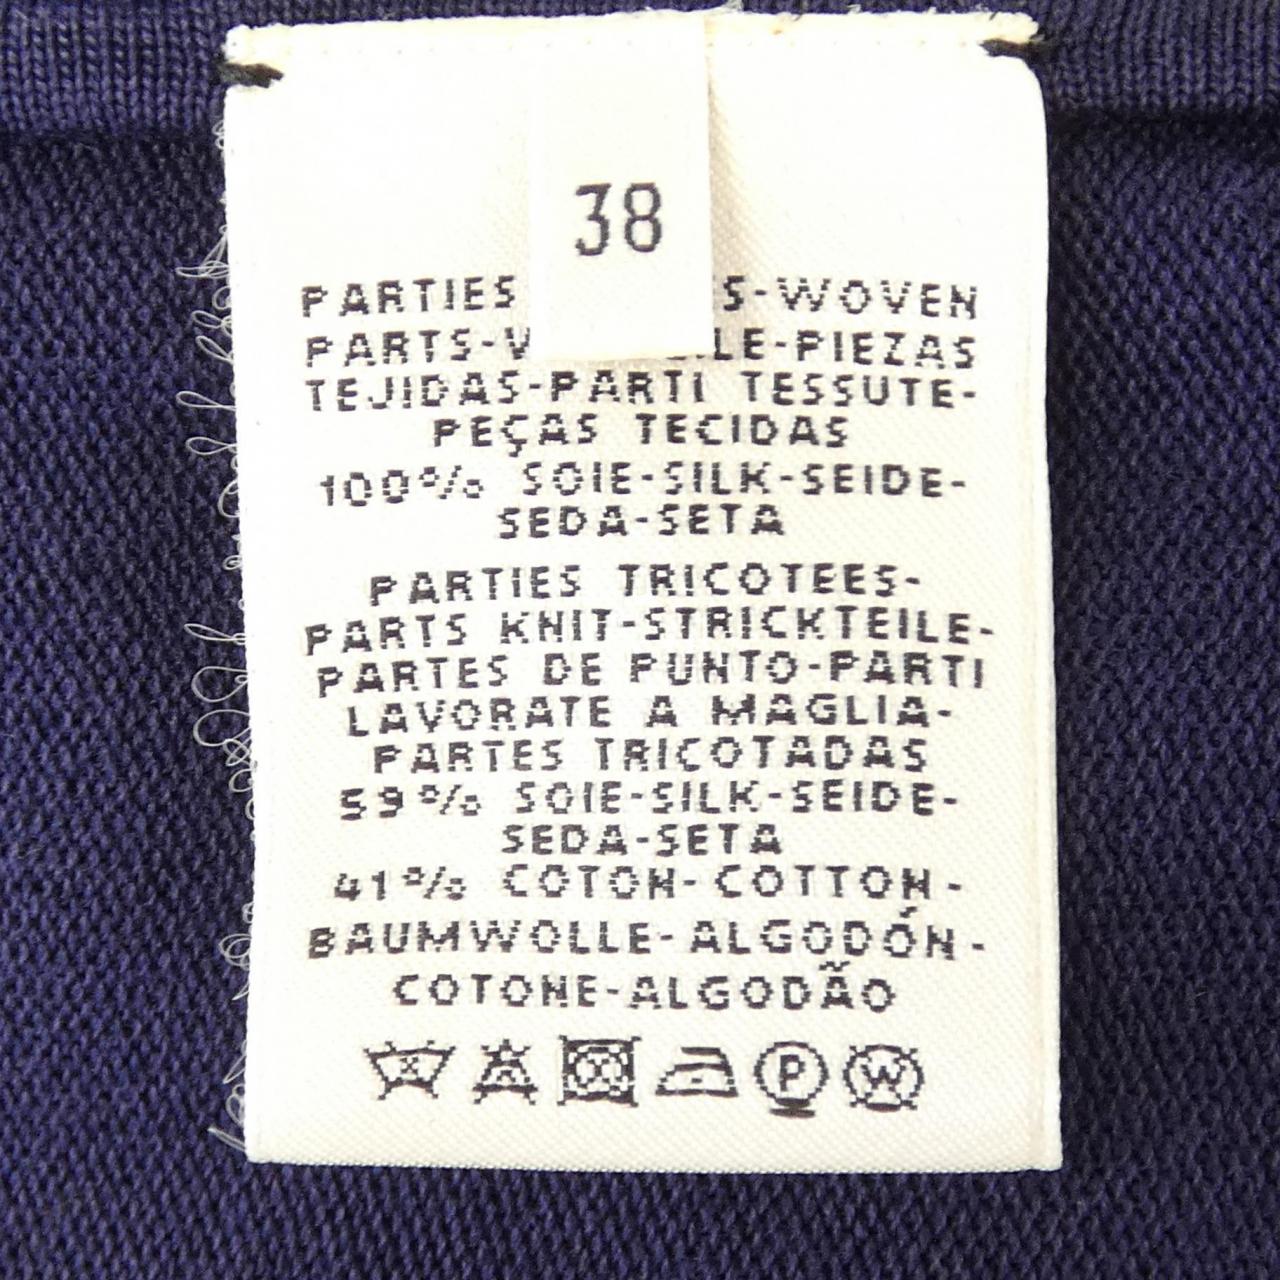 38
PARTIES S-WOVEN
PARTS-V LE-PIEZAS
TEJIDAS-PARTI TESSUTE-
PEÇAS TECIDAS
100% SOIE-SILK-SEIDE-
SEDA-SETA
PARTIES TRICOTEES-
PARTS KNIT-STRICKTEILE-
PARTES DE PUNTO-PARTI
LAVORATE A MAGLIA-
PARTES TRICOTADAS
59% SOIE-SILK-SEIDE-
SEDA-SETA
41% COTON-COTTON-
BAUMWOLLE-ALGODÓN-
COTONE-ALGODÃO
P W